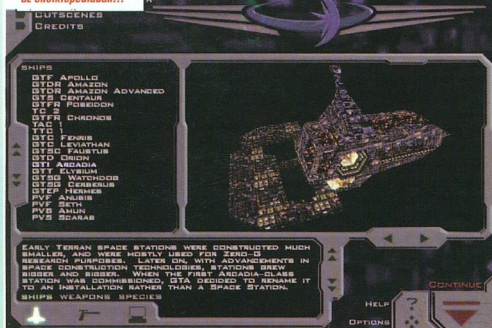 az enciklopédiában!!!
CUTSCENES
CREDITS
SHIPS
GTF APOLLO
GTDR AMAZON
GTDR AMAZON ADVANCED
GTS CENTAUR
GTFR POSEIDON
TC 2
GTFR CHRONOS
TAC 1
TTC 1
GTC FENRIS
GTC LEVIATHAN
GTSC FAUSTUS
GTD ORION
GTI ARCADIA
GTT ELYSIUM
GTSG WATCHDOG
GTSG CERBERUS
GTEP HERMES
PVF ANUBIS
PVF SETH
PVB AMUN
PVS SCARAB
EARLY TERRAN SPACE STATIONS WERE CONSTRUCTED MUCH
SMALLER, AND WERE MOSTLY USED FOR ZERO-G
RESEARCH PURPOSES. LATER ON, WITH ADVANCEMENTS IN
SPACE CONSTRUCTION TECHNOLOGIES, STATIONS GREW
BIGGER AND BIGGER. WHEN THE FIRST ARCADIA-CLASS
STATION WAS COMMISSIONED, GTA DECIDED TO RENAME IT
TO AN INSTALLATION RATHER THAN A SPACE STATION.
SHIPS WEAPONS SPECIES
CONTINUE
HELP
?
OPTIONS